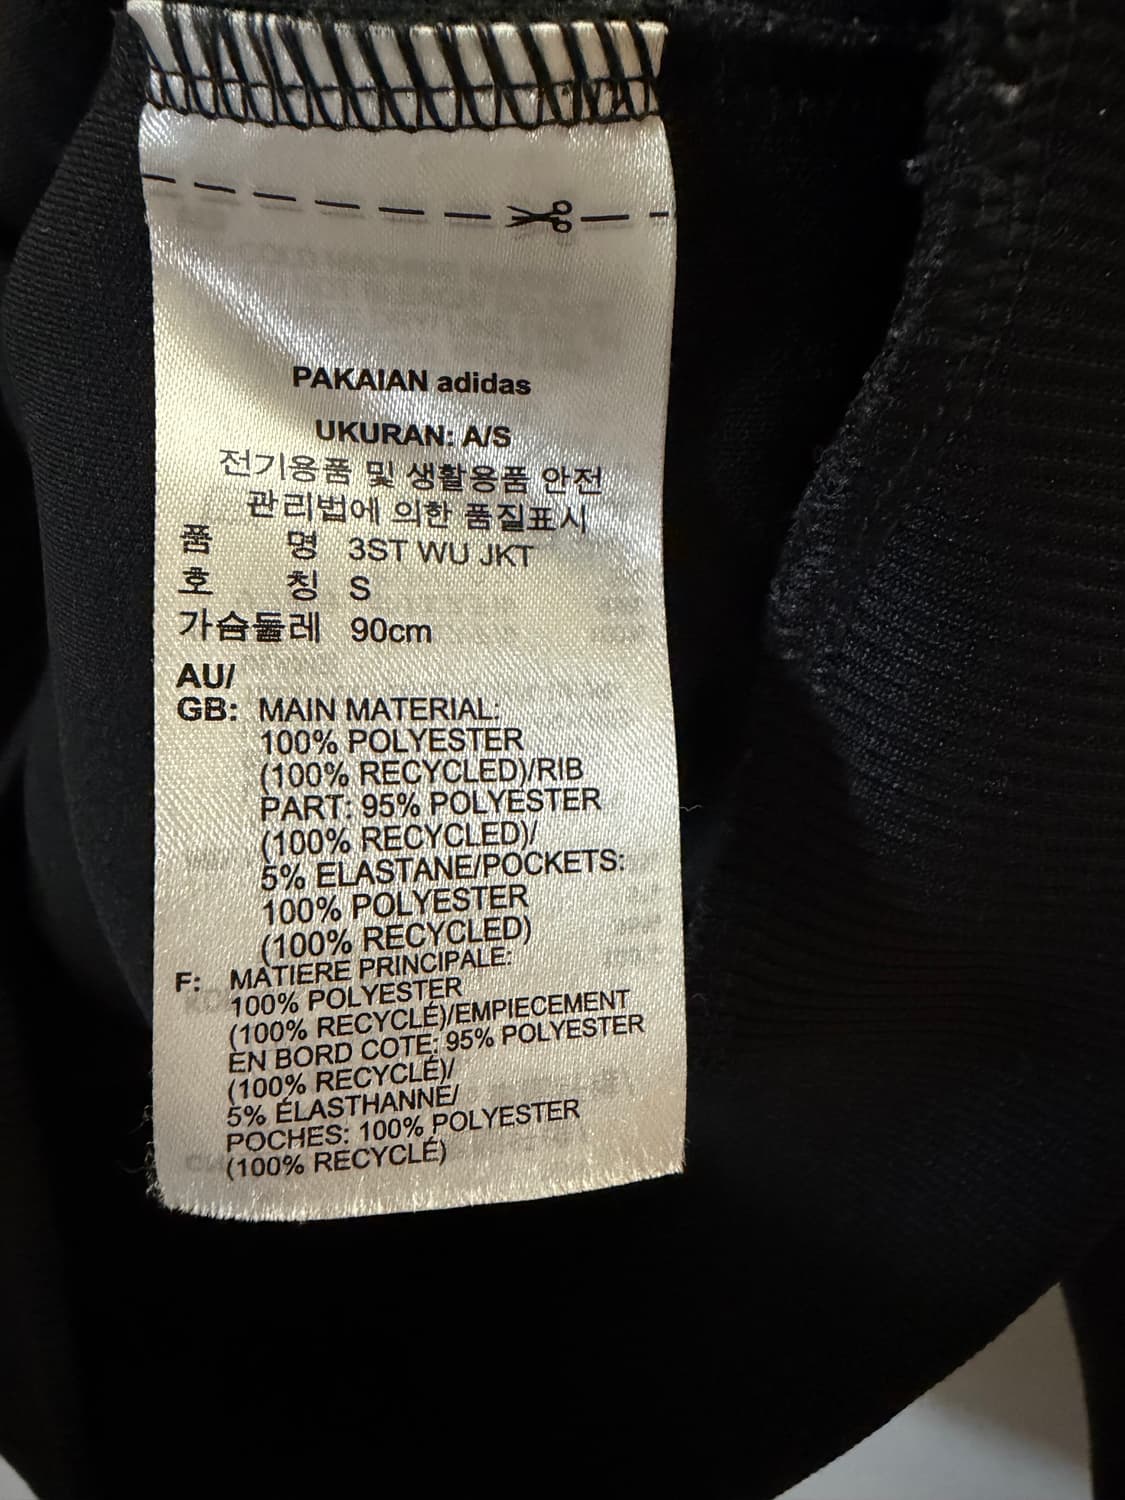 PAKAIAN adidas
UKURAN: A/S
전기용품 및 생활용품 안전
관리법에 의한 품질표시
품 명 3ST WU JKT
호 칭 S
가슴둘레 90cm
AU/
GB: MAIN MATERIAL:
100% POLYESTER
(100% RECYCLED)/RIB
PART: 95% POLYESTER
(100% RECYCLED)/
5% ELASTANE/POCKETS:
100% POLYESTER
(100% RECYCLED)
F: MATIERE PRINCIPALE:
100% POLYESTER
(100% RECYCLÉ)/EMPIECEMENT
EN BORD COTE: 95% POLYESTER
(100% RECYCLÉ)/
5% ÉLASTHANNE/
POCHES: 100% POLYESTER
(100% RECYCLÉ)